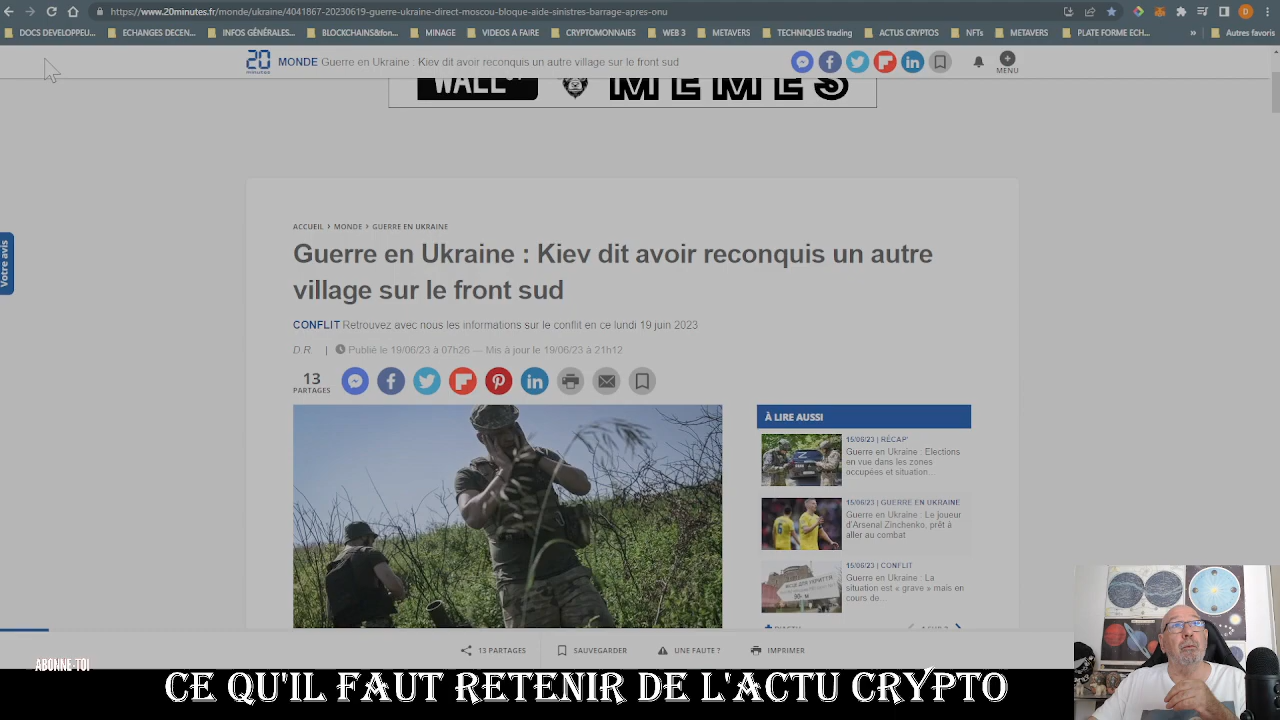 https://www.20minutes.fr/monde/ukraine/4041867-20230619-guerre-ukraine-direct-moscou-bloque-aide-sinistres-barrage-apres-onu
DOCS DEVELOPPEU... ECHANGES DECEN... INFOS GÉNÉRALES... BLOCKCHAINS&fon... MINAGE VIDEOS A FAIRE CRYPTOMONNAIES WEB 3 METAVERS TECHNIQUES trading ACTUS CRYPTOS NFTs METAVERS PLATE FORME ECH... » Autres favoris
20 MINUTES MONDE Guerre en Ukraine : Kiev dit avoir reconquis un autre village sur le front sud
MENU
WALL MEMES
Votre avis
ACCUEIL › MONDE › GUERRE EN UKRAINE
Guerre en Ukraine : Kiev dit avoir reconquis un autre
village sur le front sud
CONFLIT Retrouvez avec nous les informations sur le conflit en ce lundi 19 juin 2023
D.R. | Publié le 19/06/23 à 07h26 — Mis à jour le 19/06/23 à 21h12
13
PARTAGES
À LIRE AUSSI
15/06/23 | RÉCAP'
Guerre en Ukraine : Elections
en vue dans les zones
occupées et situation...
15/06/23 | GUERRE EN UKRAINE
Guerre en Ukraine : Le joueur
d'Arsenal Zinchenko, prêt à
aller au combat
15/06/23 | CONFLIT
Guerre en Ukraine : La
situation est « grave » mais en
cours de...
13 PARTAGES SAUVEGARDER UNE FAUTE ? IMPRIMER
ABONNE-TOI
CE QU'IL FAUT RETENIR DE L'ACTU CRYPTO